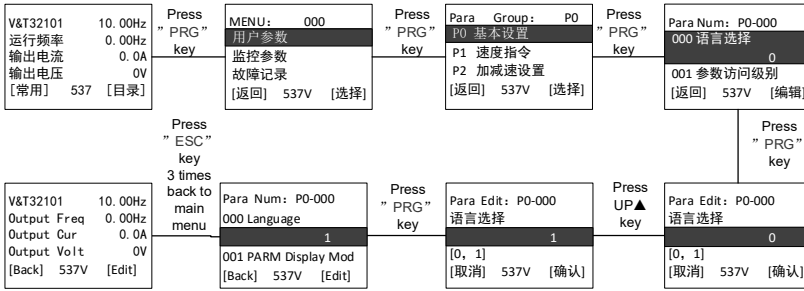 V&T32101 10.00Hz
运行频率 0.00Hz
输出电流 0.0A
输出电压 0V
[常用] 537 [目录]
Press
”PRG”
key
MENU: 000
用户参数
监控参数
故障记录
[返回] 537V [选择]
Press
”PRG”
key
Para Group: P0
P0 基本设置
P1 速度指令
P2 加减速设置
[返回] 537V [选择]
Press
”PRG”
key
Para Num: P0-000
000 语言选择
0
001 参数访问级别
[返回] 537V [编辑]
Press
”PRG”
key
Para Edit: P0-000
语言选择
0
[0, 1]
[取消] 537V [确认]
Press
UP▲
key
Para Edit: P0-000
语言选择
1
[0, 1]
[取消] 537V [确认]
Press
”PRG”
key
Para Num: P0-000
000 Language
1
001 PARM Display Mod
[Back] 537V [Edit]
Press
”ESC”
key
3 times
back to
main
menu
V&T32101 10.00Hz
Output Freq 0.00Hz
Output Cur 0.0A
Output Volt 0V
[Back] 537V [Edit]